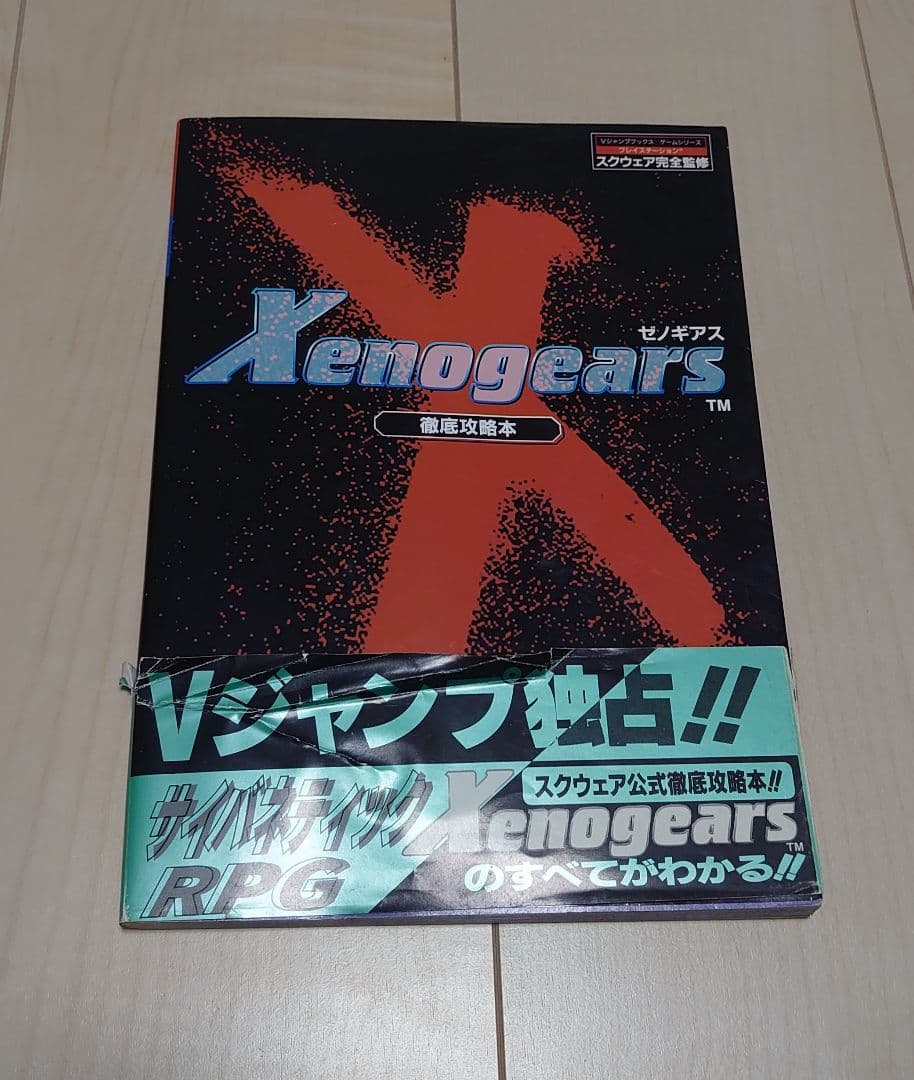 Vジャンプブックス ゲームシリーズ
プレイステーション
スクウェア完全監修
ゼノギアス
Xenogears
TM
徹底攻略本
Vジャンプ独占!!
スクウェア公式徹底攻略本!!
サイバネティック
RPG
Xenogears
TM
のすべてがわかる!!